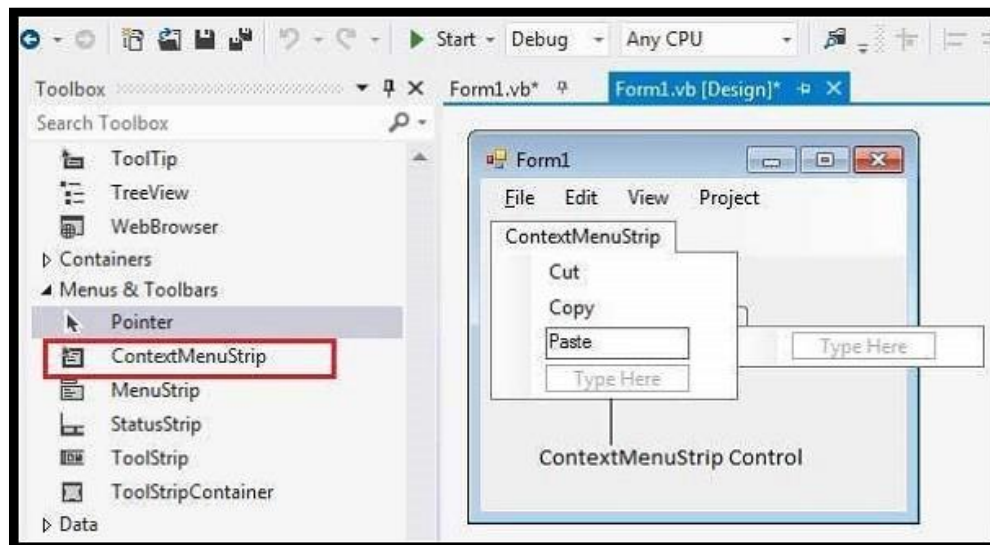 Start Debug Any CPU
Toolbox
Form1.vb* Form1.vb [Design]*
Search Toolbox
ToolTip
TreeView
WebBrowser
Containers
Menus & Toolbars
Pointer
ContextMenuStrip
MenuStrip
StatusStrip
ToolStrip
ToolStripContainer
Data
Form1
File Edit View Project
ContextMenuStrip
Cut
Copy
Paste
Type Here
Type Here
ContextMenuStrip Control